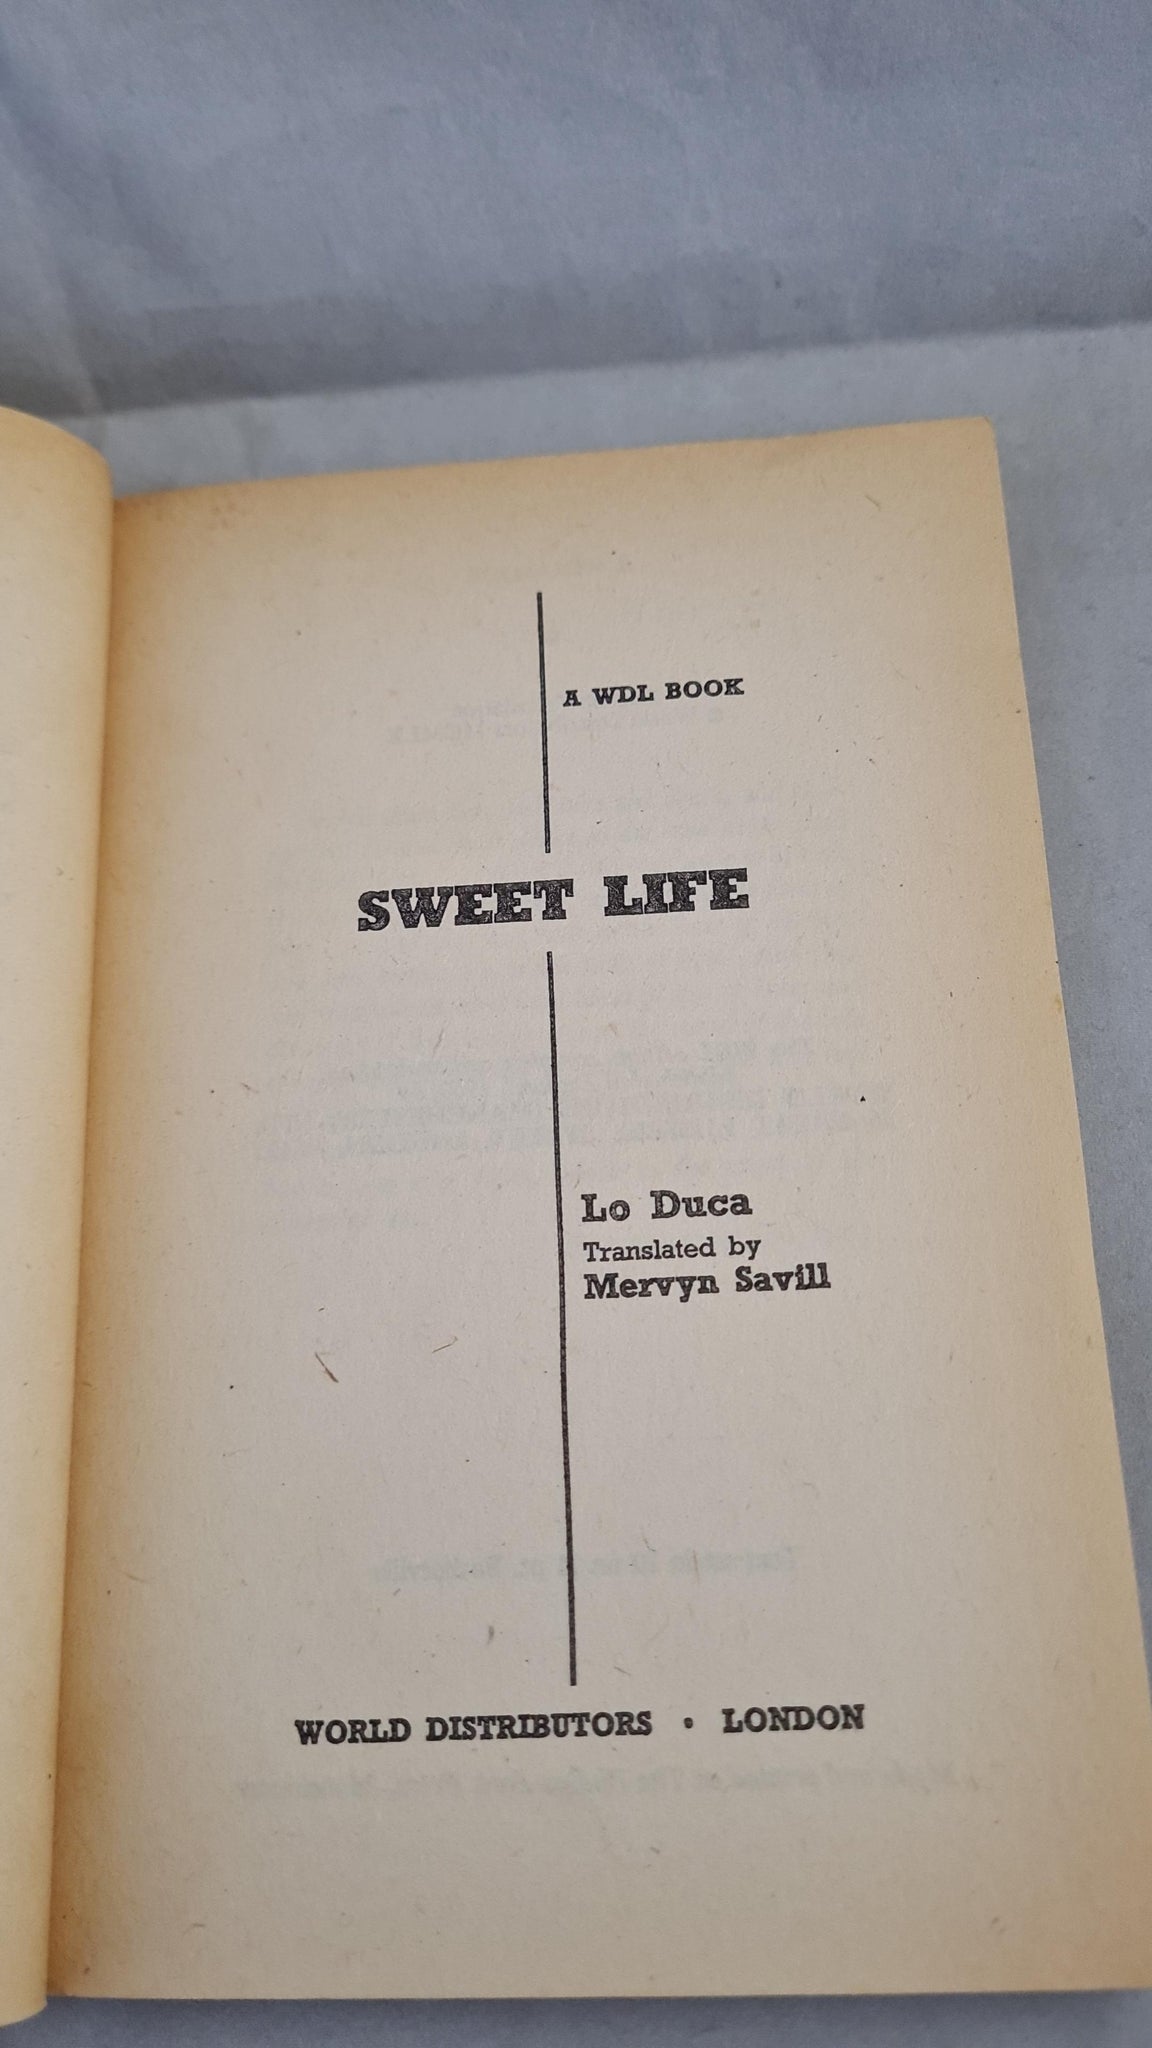 A WDL BOOK
SWEET LIFE
Lo Duca
Translated by
Mervyn Savill
WORLD DISTRIBUTORS · LONDON